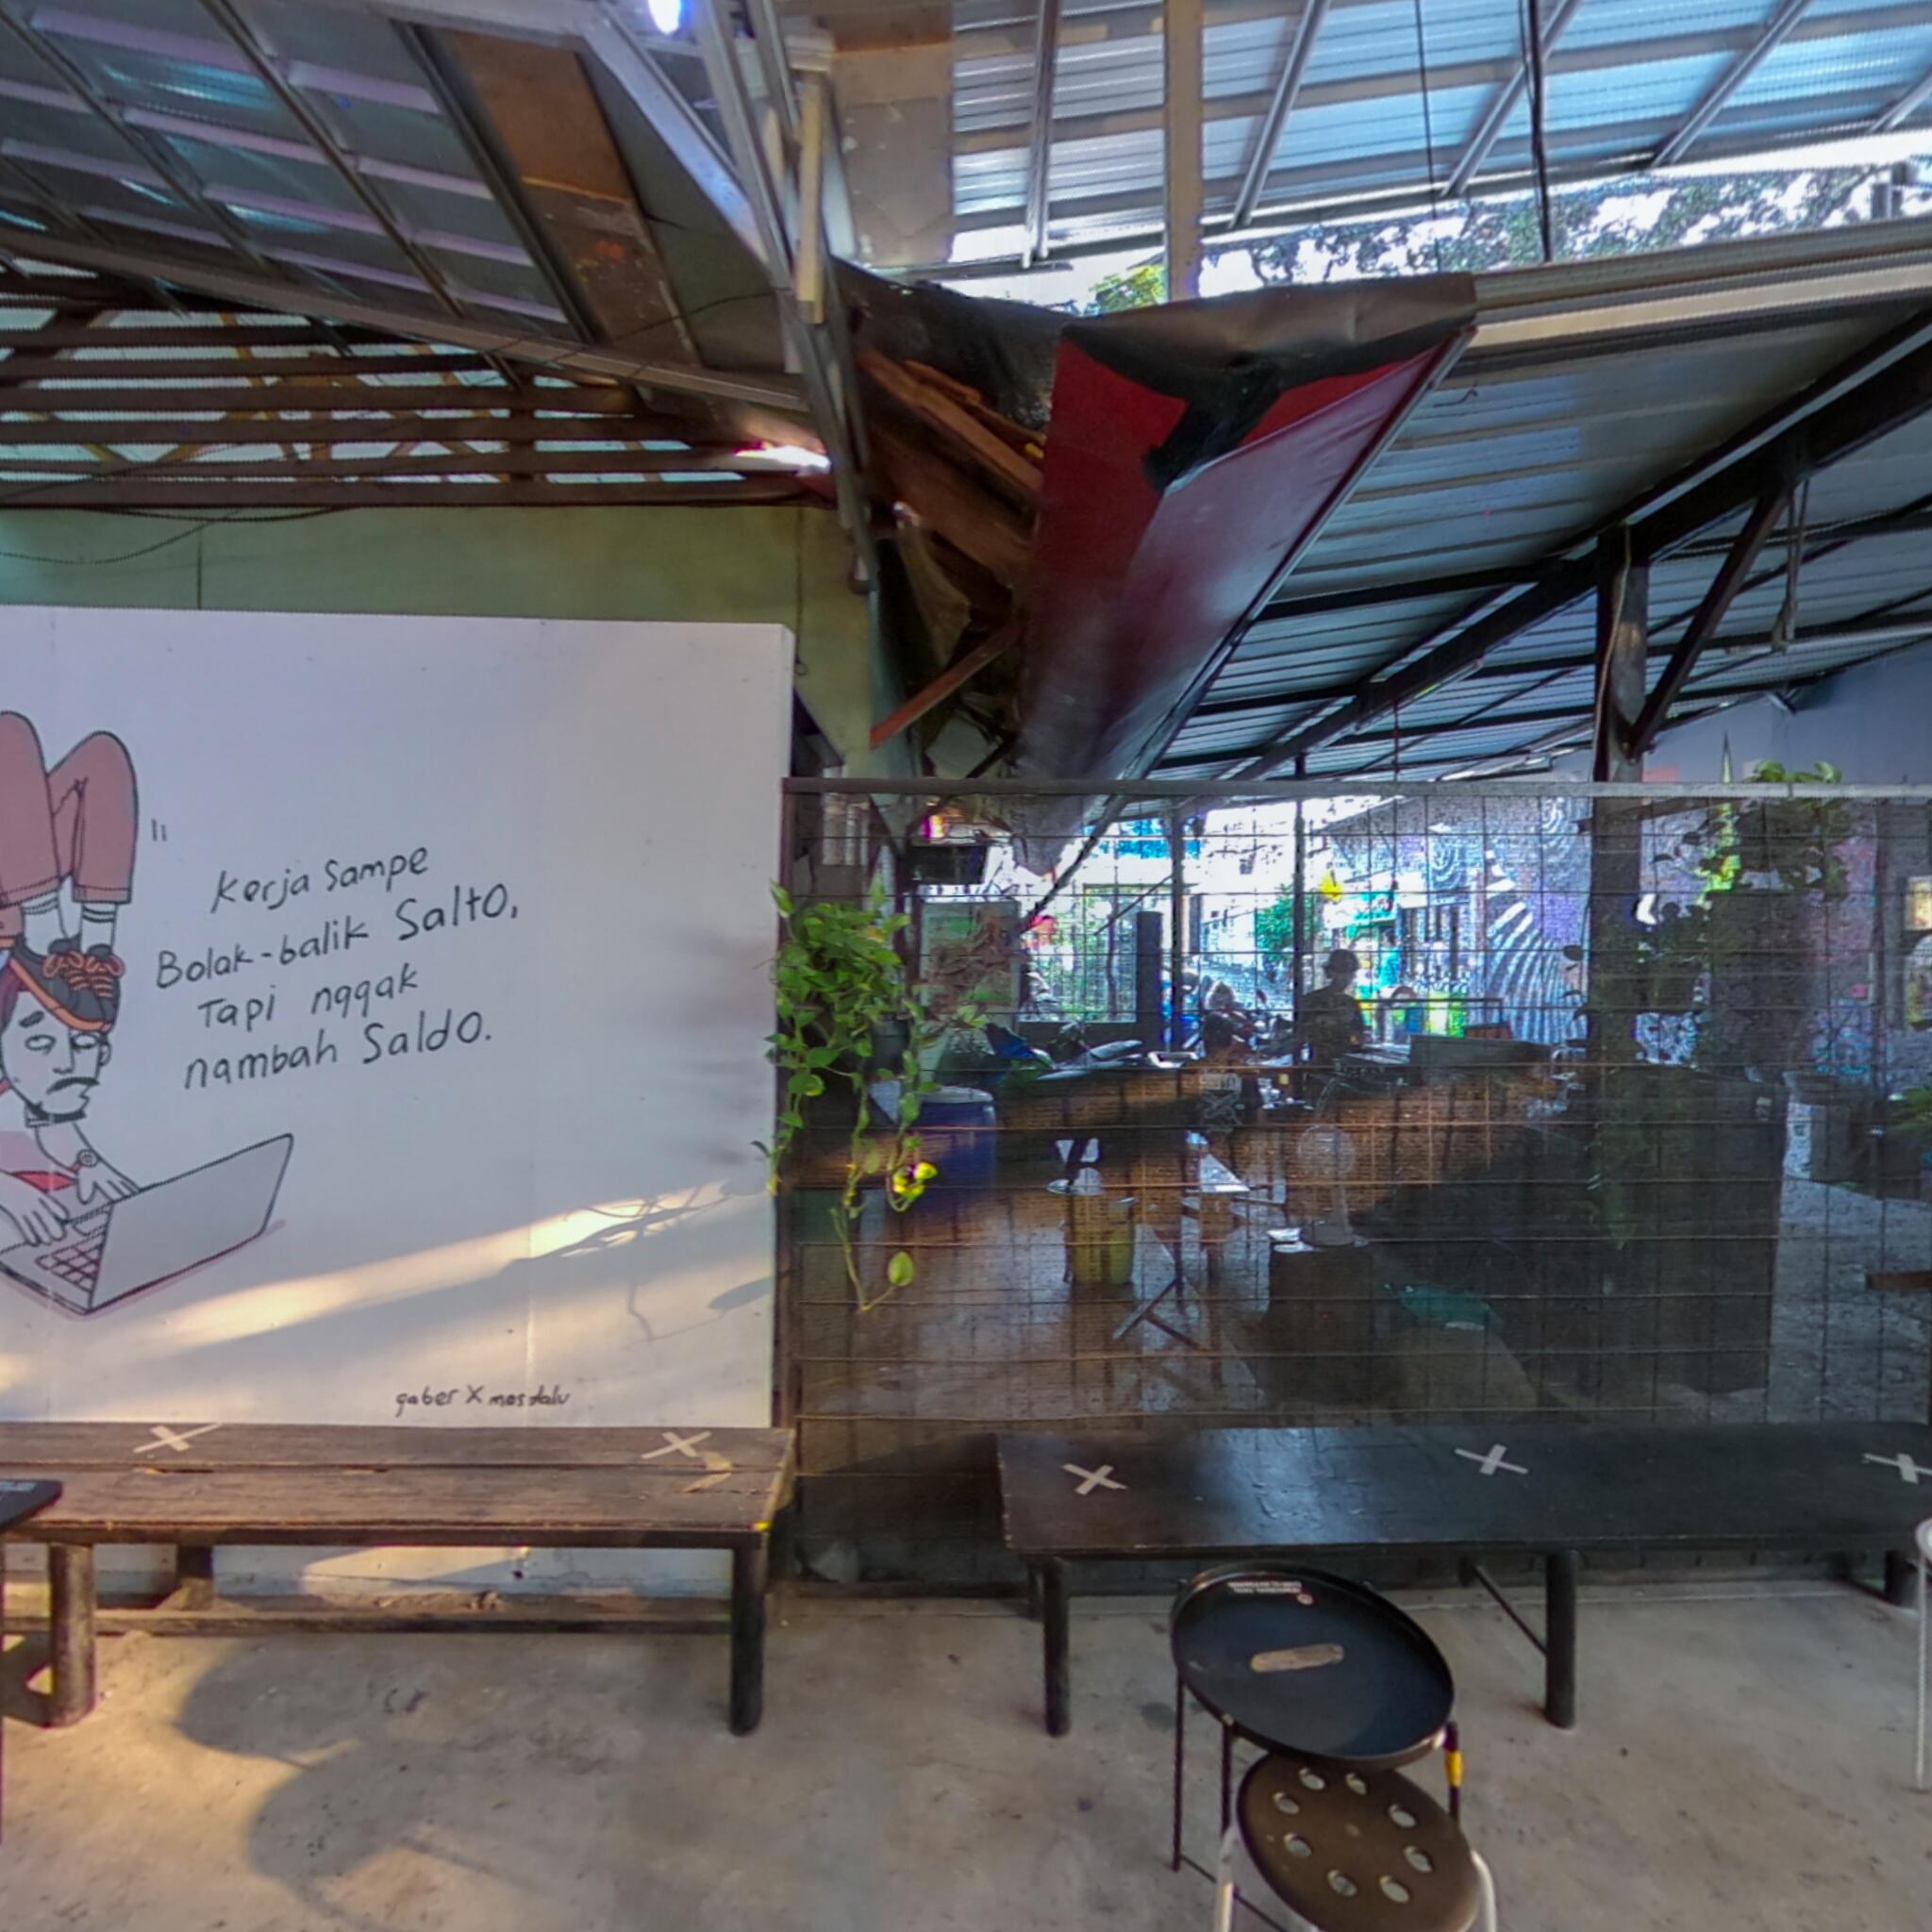 "
Kerja Sampe
Bolak-balik Salto,
Tapi nggak
nambah Saldo.
gaber X mas dalu